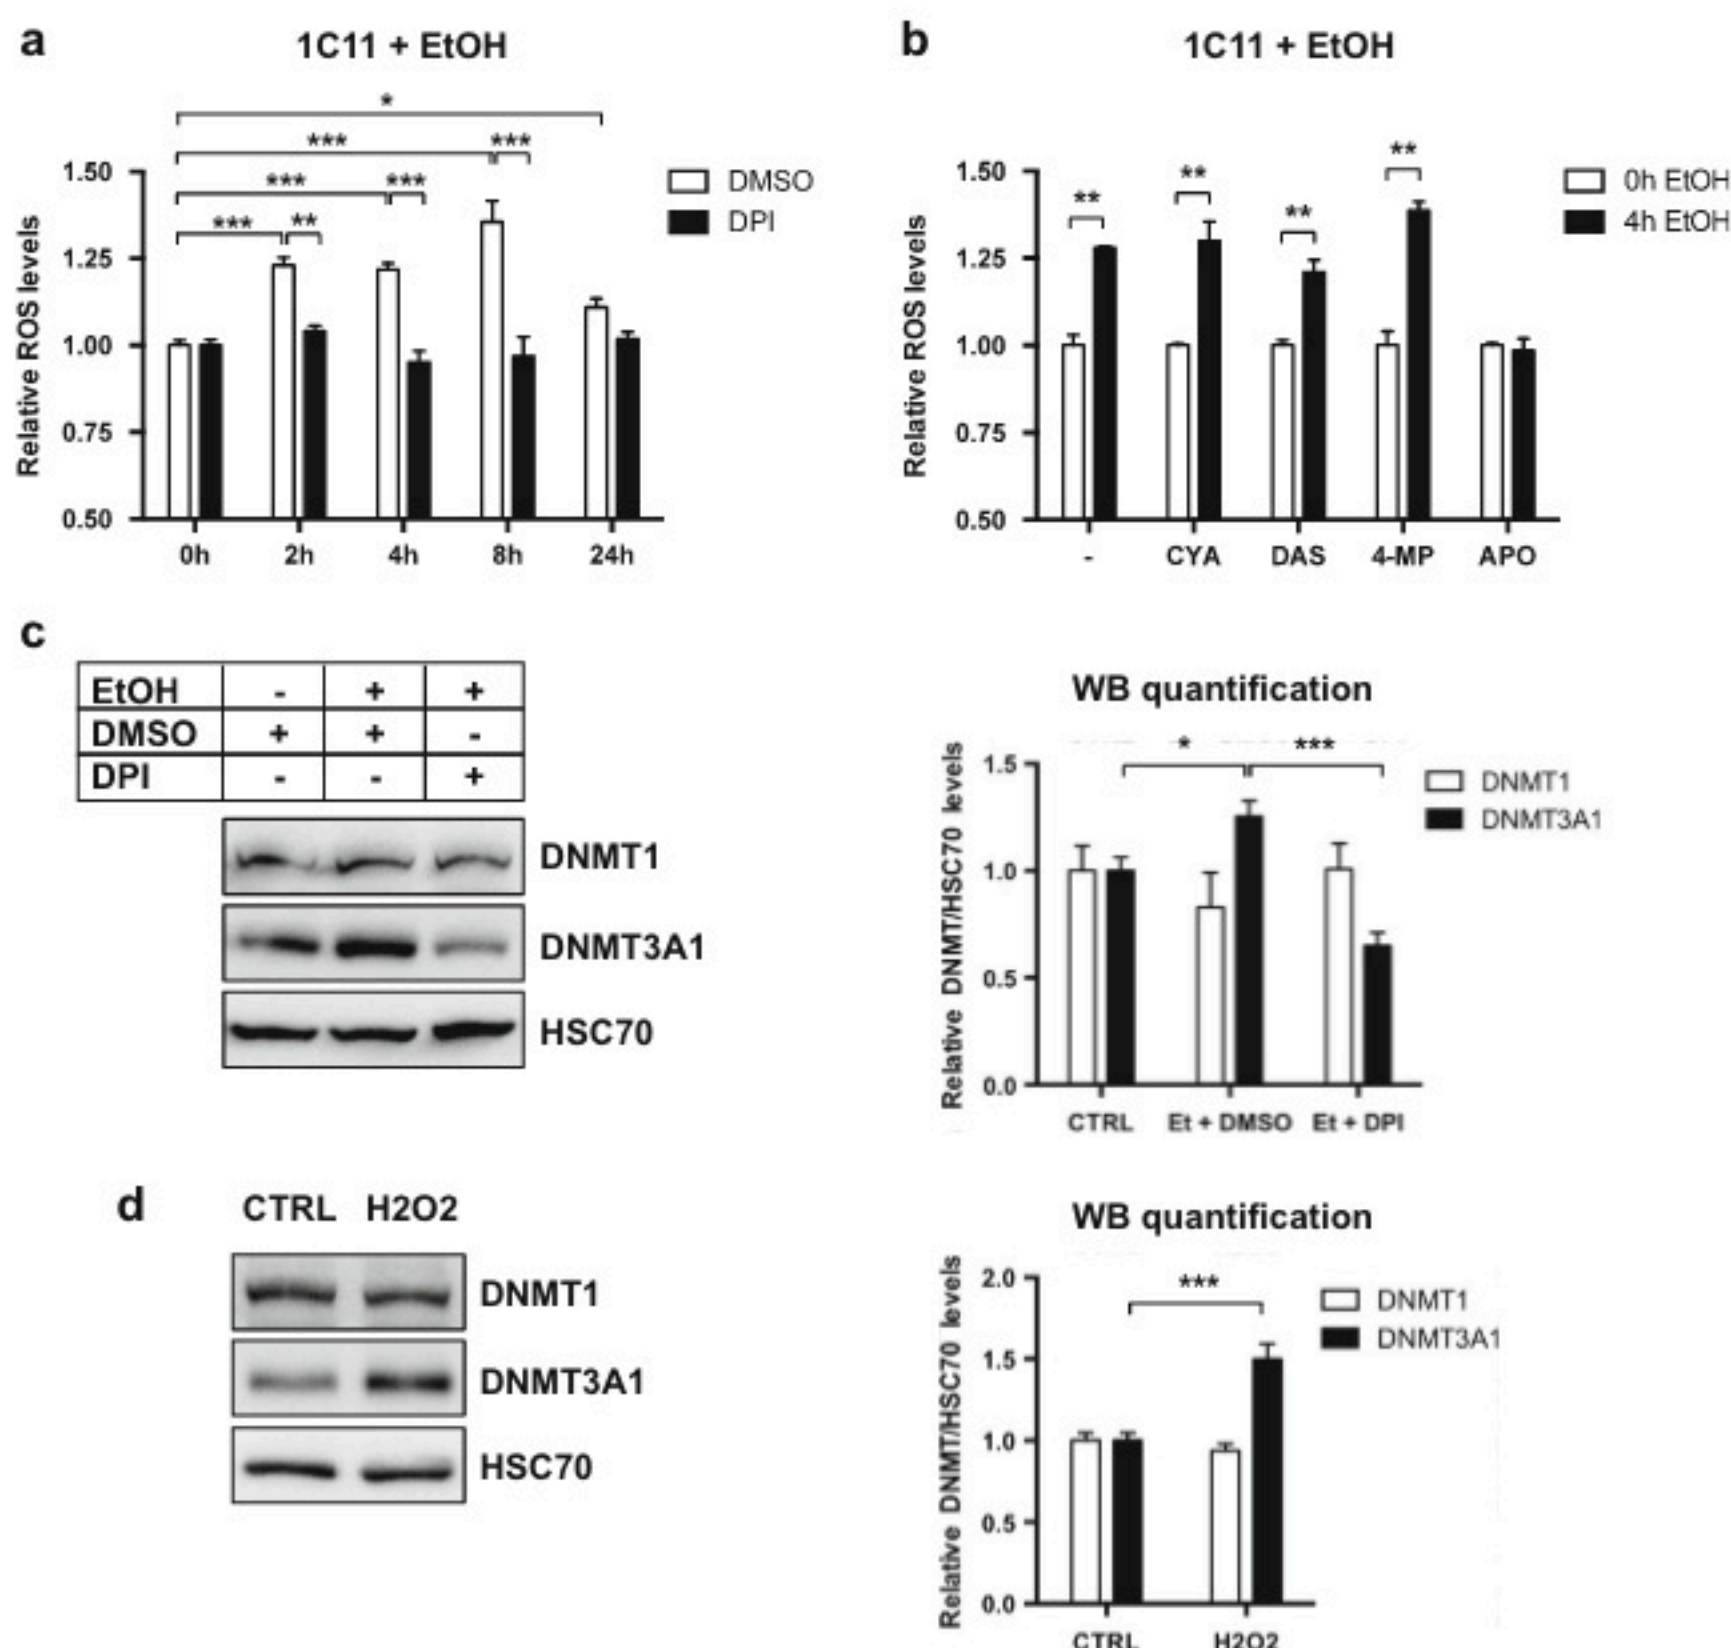 a
1C11 + EtOH
*
***
***
***
***
***
**
1.50
1.25
1.00
0.75
0.50
Relative ROS levels
0h 2h 4h 8h 24h
DMSO
DPI
b
1C11 + EtOH
**
**
**
**
1.50
1.25
1.00
0.75
0.50
Relative ROS levels
- CYA DAS 4-MP APO
0h EtOH
4h EtOH
c
EtOH - + +
DMSO + + -
DPI - - +
DNMT1
DNMT3A1
HSC70
WB quantification
* ***
1.5
1.0
0.5
0.0
Relative DNMT/HSC70 levels
CTRL Et + DMSO Et + DPI
DNMT1
DNMT3A1
d
CTRL H2O2
DNMT1
DNMT3A1
HSC70
WB quantification
***
2.0
1.5
1.0
0.5
0.0
Relative DNMT/HSC70 levels
CTRL H2O2
DNMT1
DNMT3A1